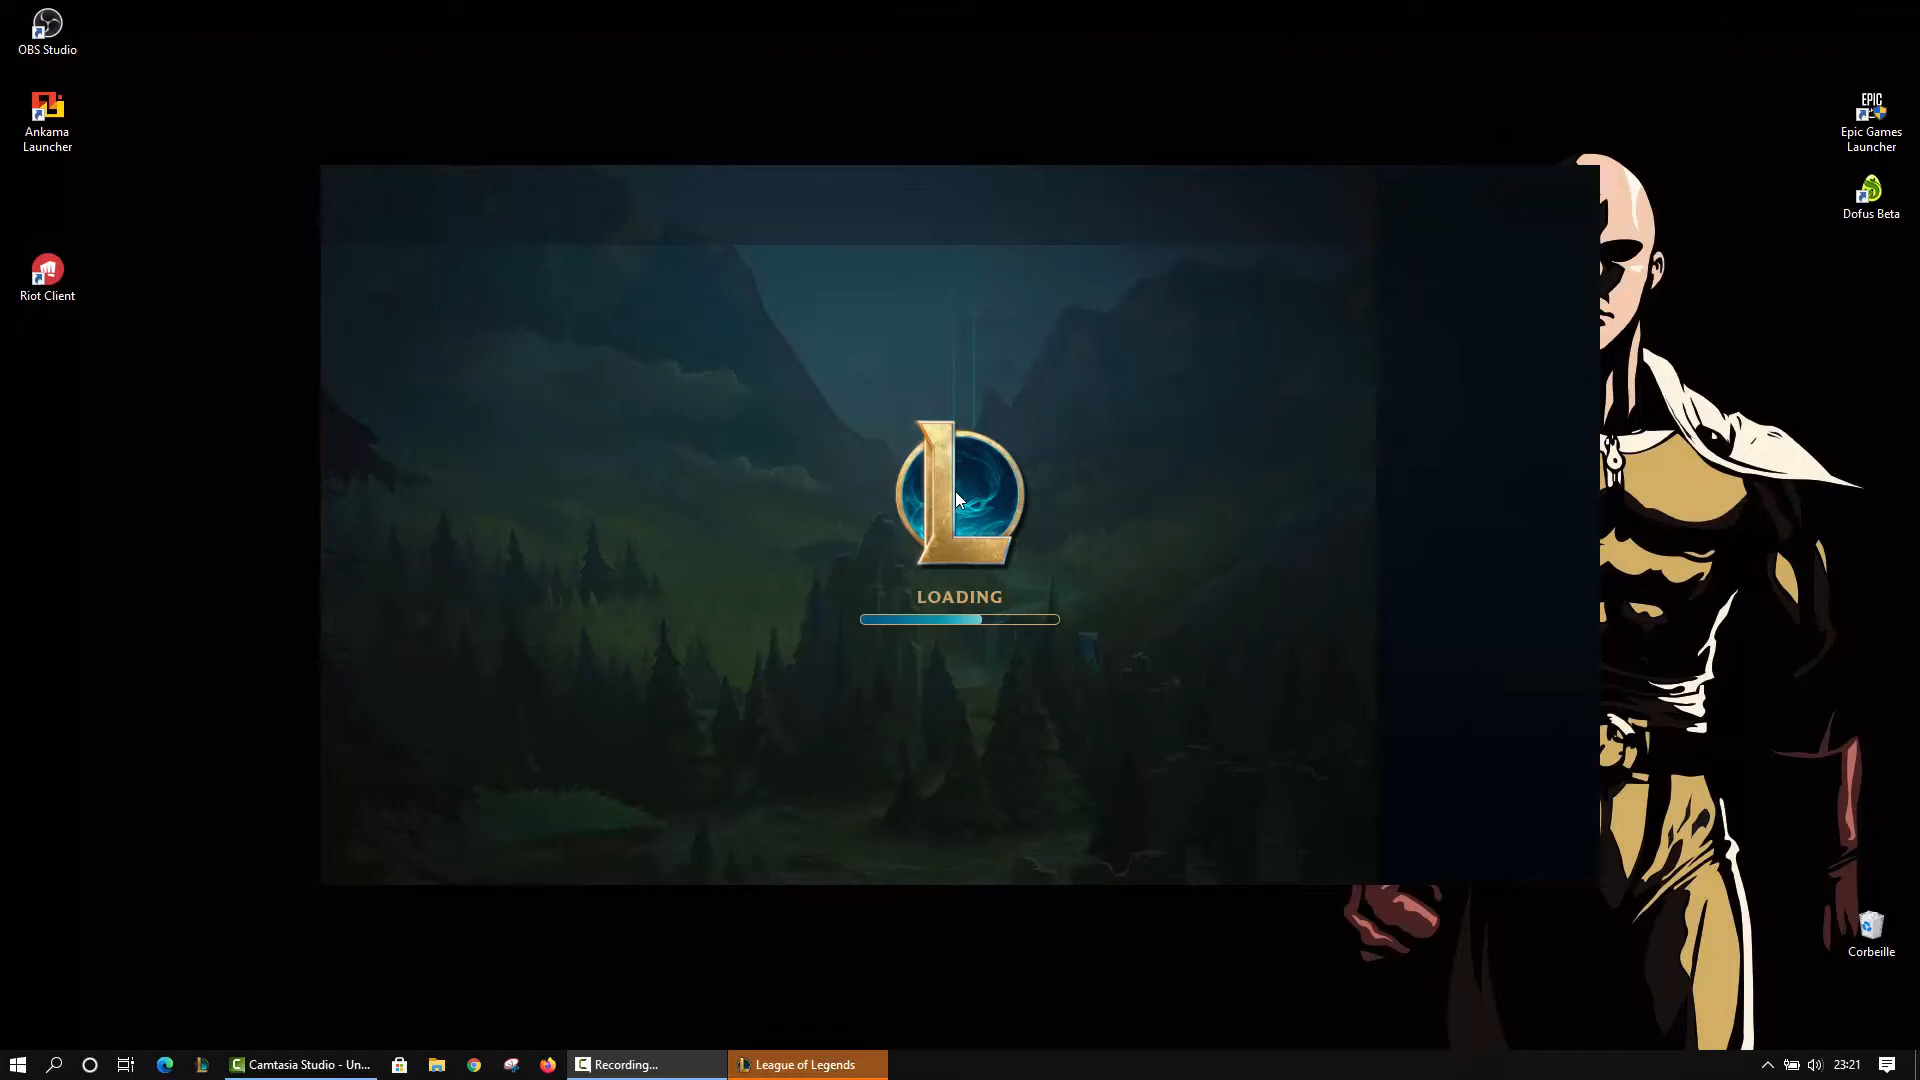 OBS Studio
Ankama
Launcher
Riot Client
EPIC
Epic Games
Launcher
Dofus Beta
LOADING
Corbeille
Camtasia Studio - Un...
Recording...
League of Legends
23:21